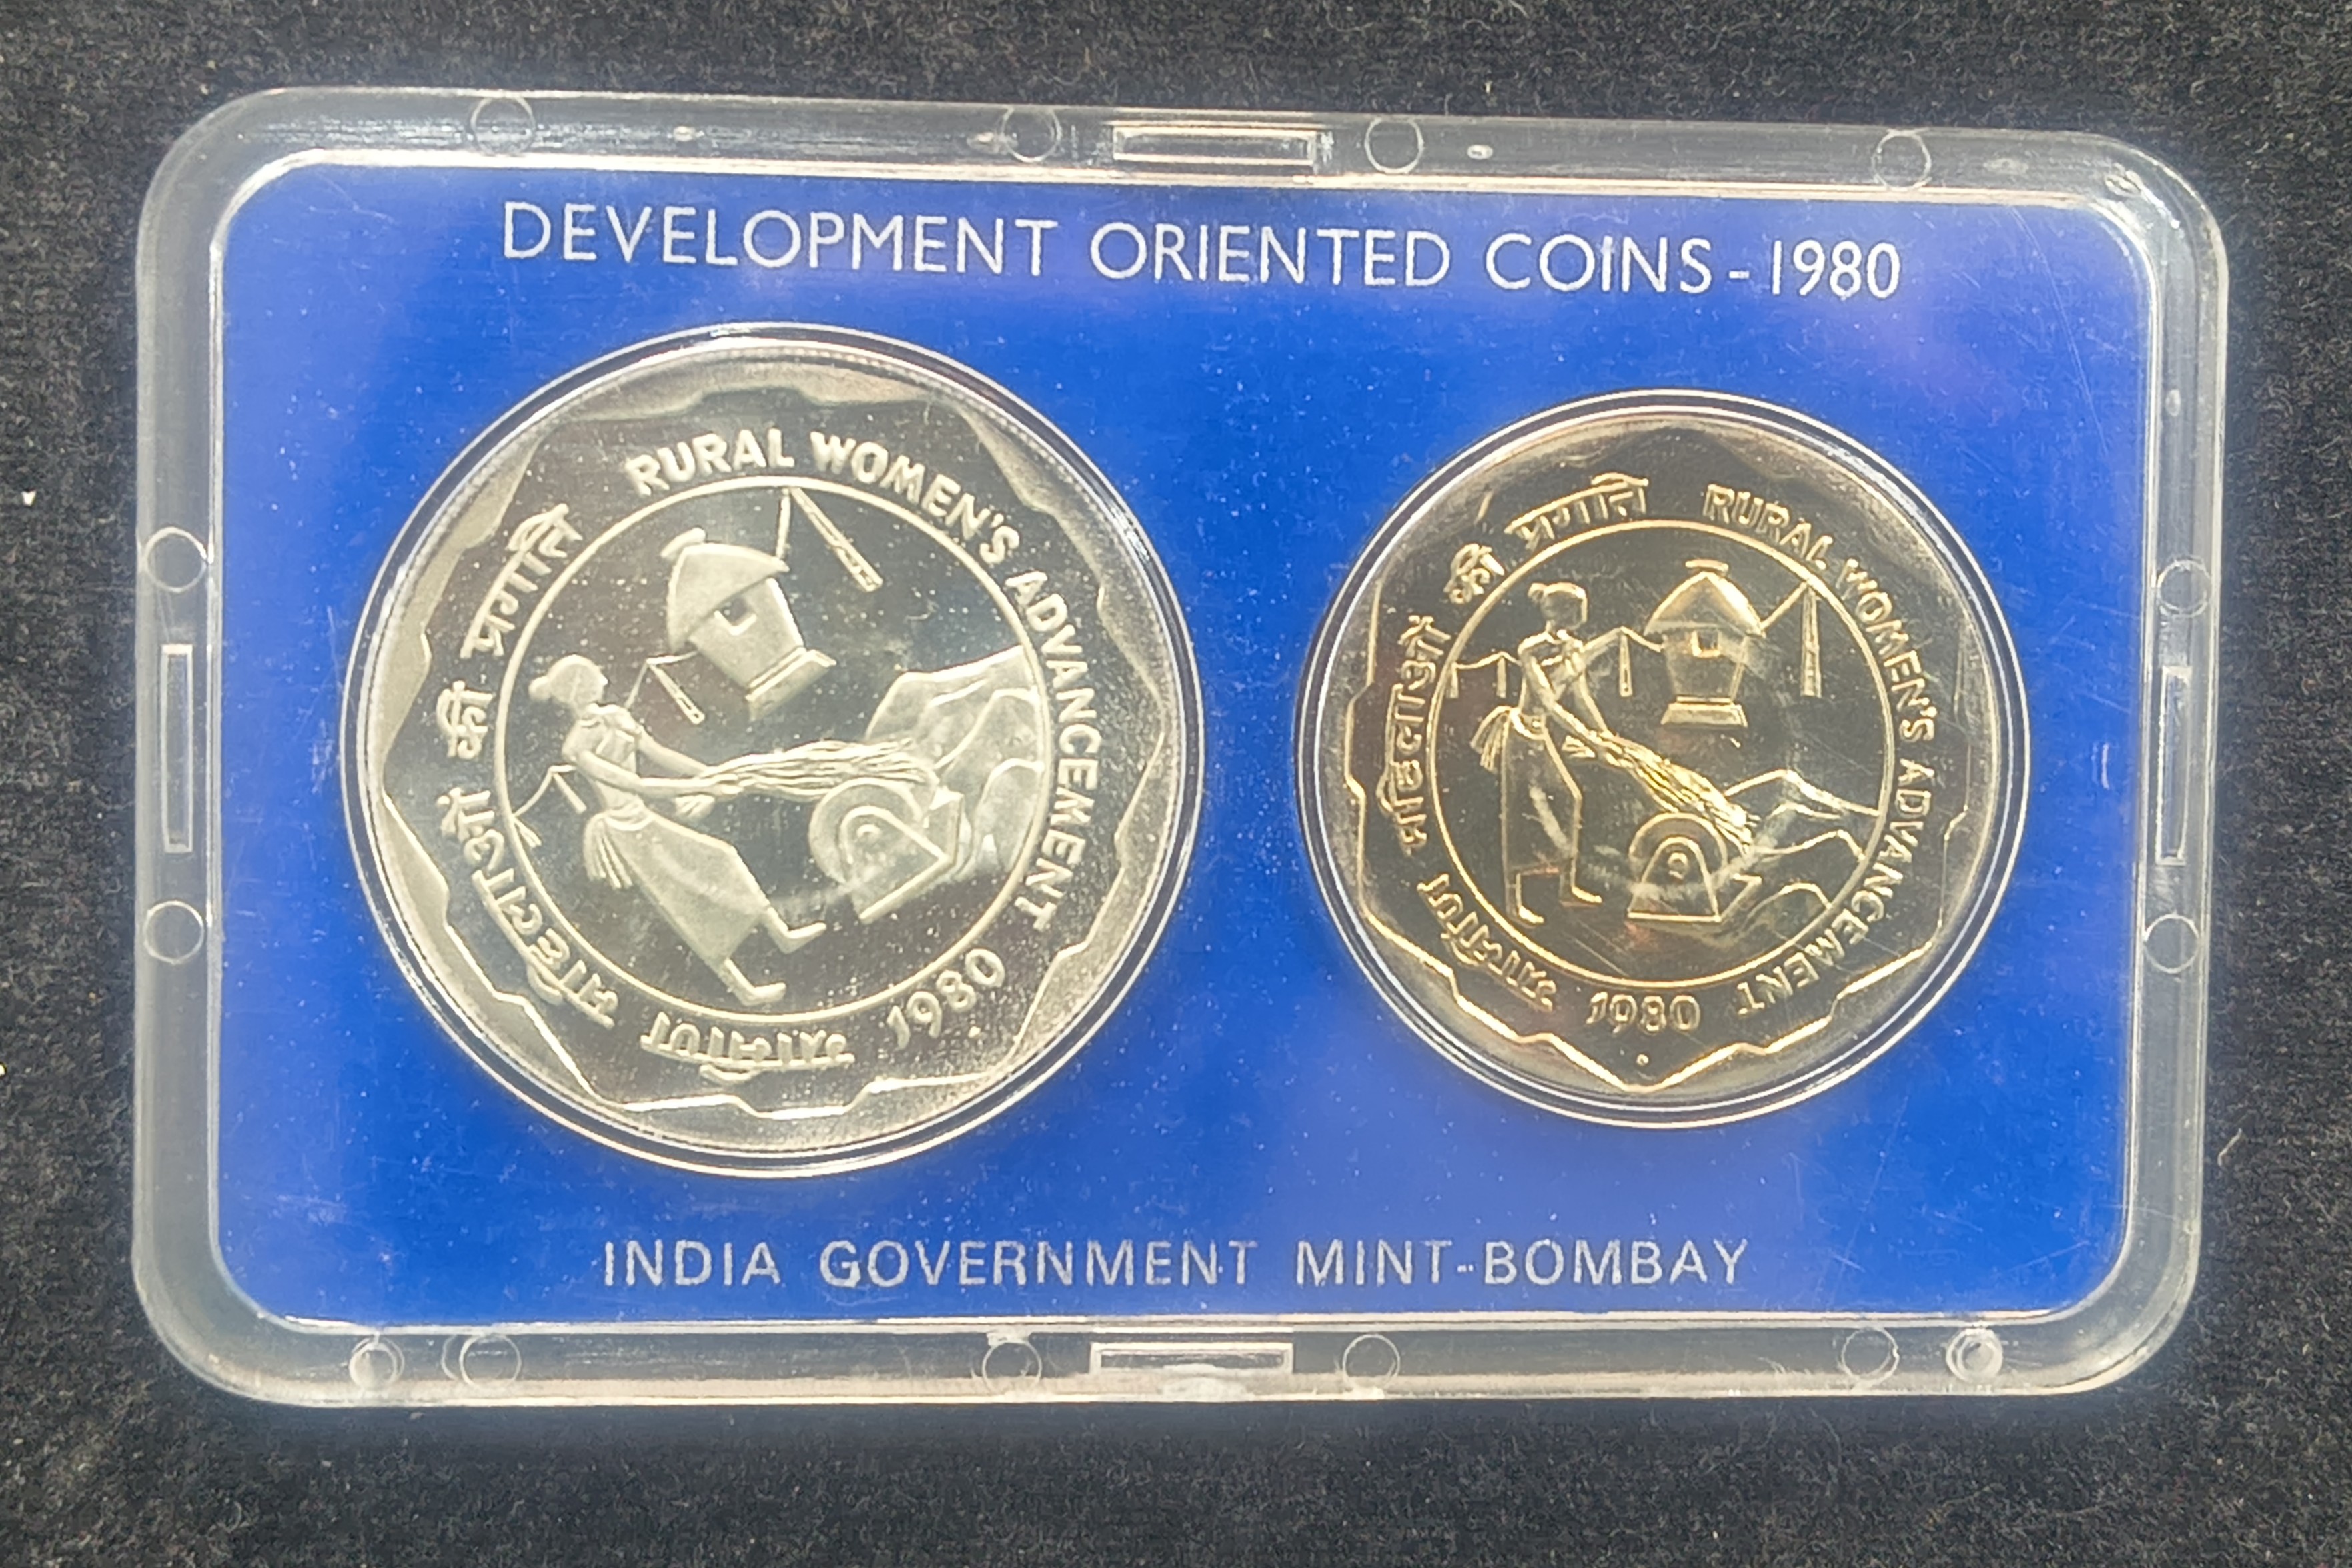 DEVELOPMENT ORIENTED COINS - 1980
ग्रामीण महिलाओं की प्रगति RURAL WOMEN'S ADVANCEMENT
1980
ग्रामीण महिलाओं की प्रगति RURAL WOMEN'S ADVANCEMENT
1980
INDIA GOVERNMENT MINT-BOMBAY